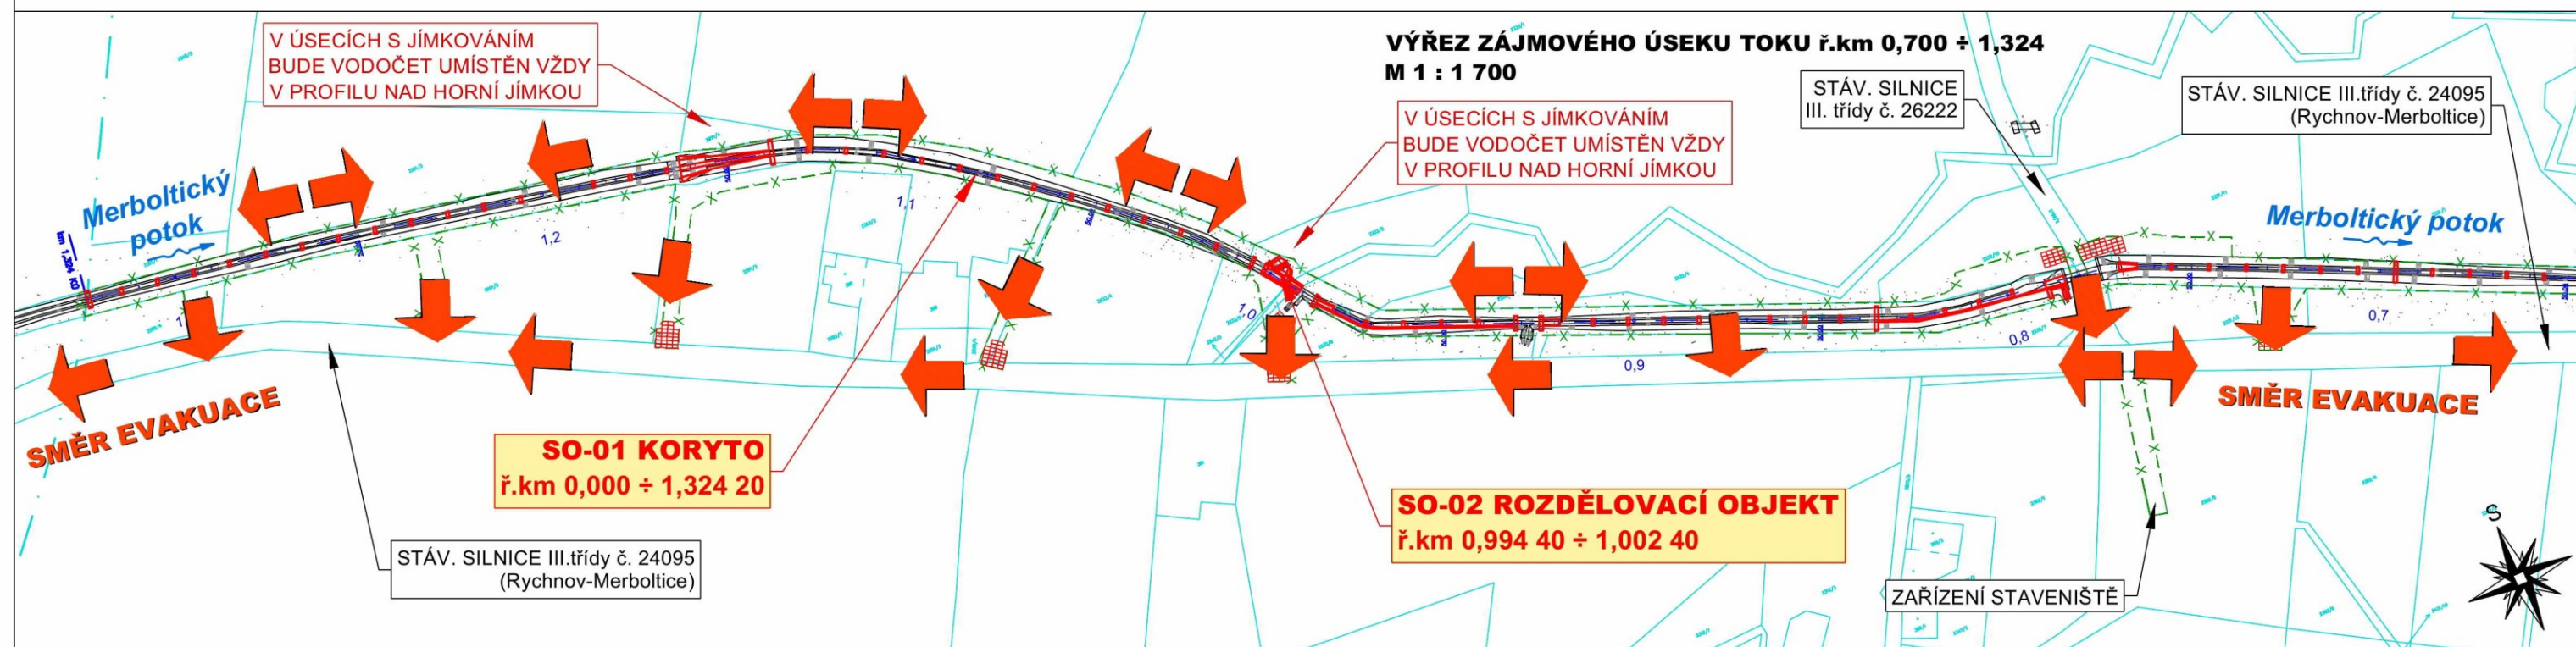 V ÚSECÍCH S JÍMKOVÁNÍM
BUDE VODOČET UMÍSTĚN VŽDY
V PROFILU NAD HORNÍ JÍMKOU
VÝŘEZ ZÁJMOVÉHO ÚSEKU TOKU ř.km 0,700 ÷ 1,324
M 1 : 1 700
V ÚSECÍCH S JÍMKOVÁNÍM
BUDE VODOČET UMÍSTĚN VŽDY
V PROFILU NAD HORNÍ JÍMKOU
STÁV. SILNICE
III. třídy č. 26222
STÁV. SILNICE III.třídy č. 24095
(Rychnov-Merboltice)
Merboltický
potok
Merboltický potok
1,2
1,1
1,0
0,9
0,8
0,7
SMĚR EVAKUACE
SMĚR EVAKUACE
SO-01 KORYTO
ř.km 0,000 ÷ 1,324 20
SO-02 ROZDĚLOVACÍ OBJEKT
ř.km 0,994 40 ÷ 1,002 40
STÁV. SILNICE III.třídy č. 24095
(Rychnov-Merboltice)
ZAŘÍZENÍ STAVENIŠTĚ
S